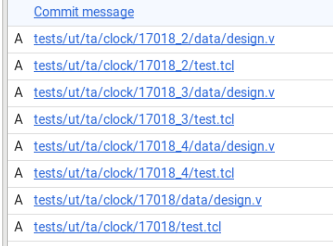 Commit message
A tests/ut/ta/clock/17018_2/data/design.v
A tests/ut/ta/clock/17018_2/test.tcl
A tests/ut/ta/clock/17018_3/data/design.v
A tests/ut/ta/clock/17018_3/test.tcl
A tests/ut/ta/clock/17018_4/data/design.v
A tests/ut/ta/clock/17018_4/test.tcl
A tests/ut/ta/clock/17018/data/design.v
A tests/ut/ta/clock/17018/test.tcl